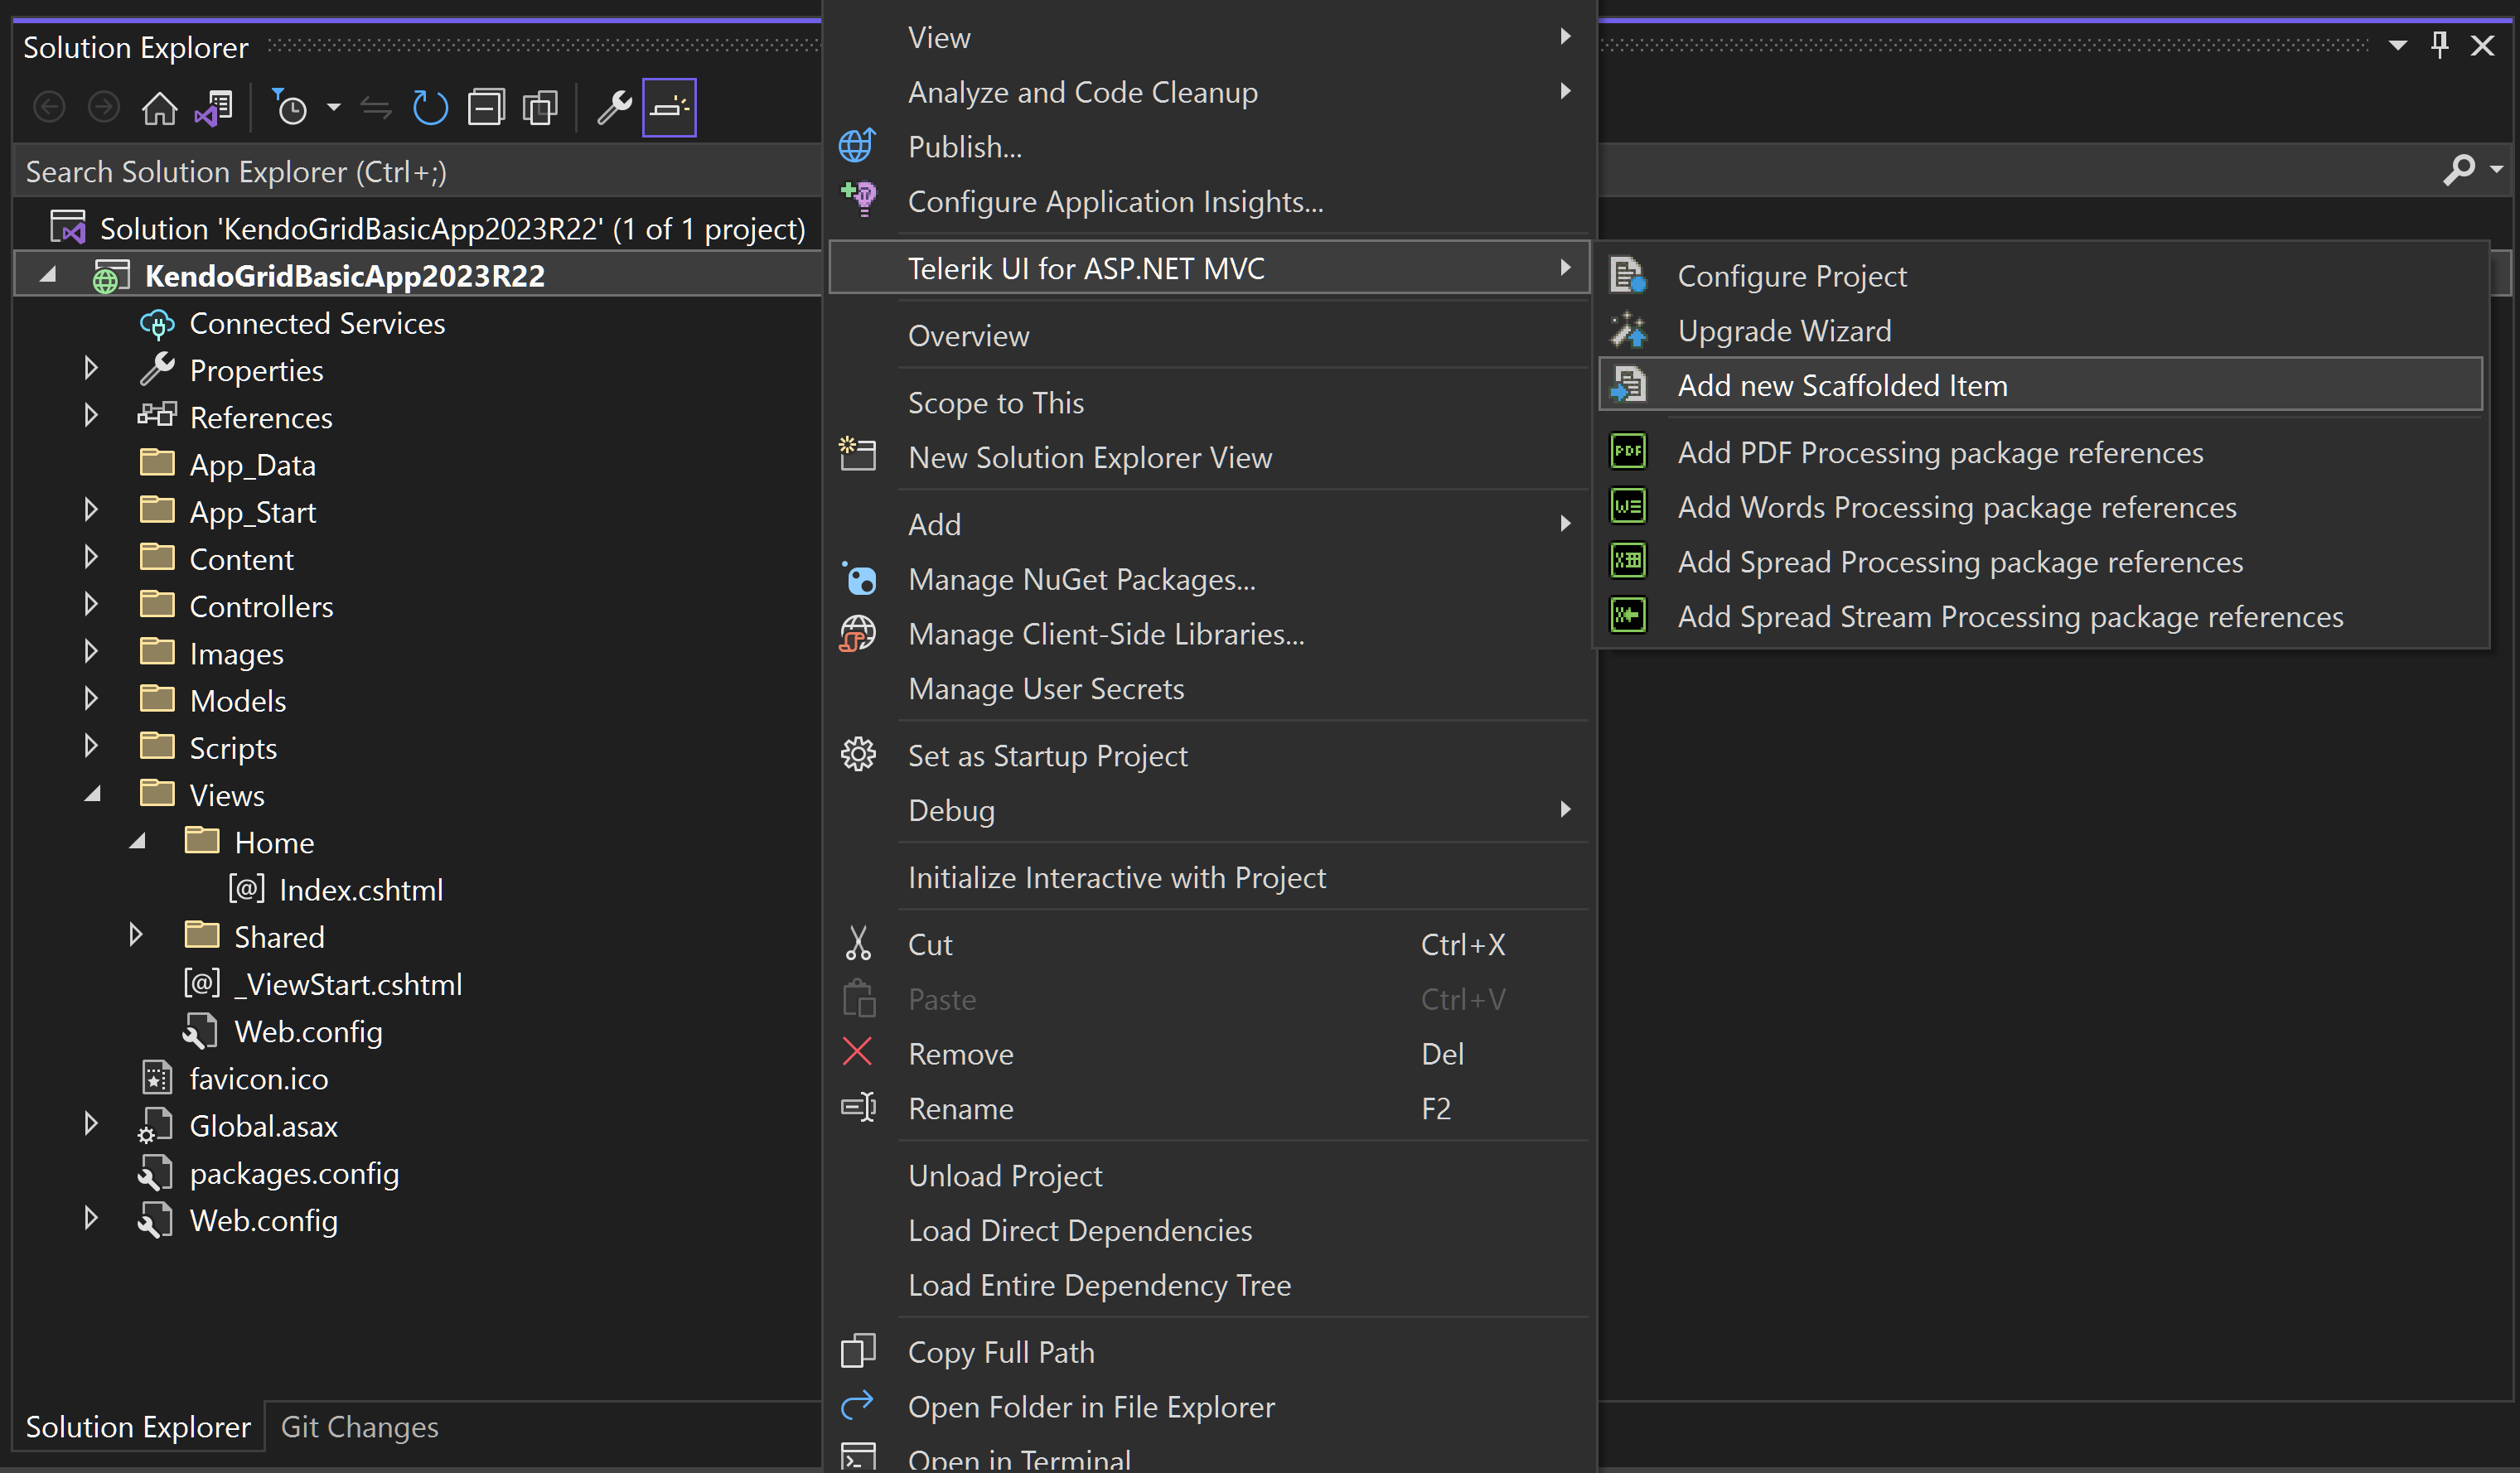 Solution Explorer
Search Solution Explorer (Ctrl+;)
Solution 'KendoGridBasicApp2023R22' (1 of 1 project)
KendoGridBasicApp2023R22
Connected Services
Properties
References
App_Data
App_Start
Content
Controllers
Images
Models
Scripts
Views
Home
[@] Index.cshtml
Shared
[@] _ViewStart.cshtml
Web.config
favicon.ico
Global.asax
packages.config
Web.config
Solution Explorer
Git Changes
View
Analyze and Code Cleanup
Publish...
Configure Application Insights...
Telerik UI for ASP.NET MVC
Overview
Scope to This
New Solution Explorer View
Add
Manage NuGet Packages...
Manage Client-Side Libraries...
Manage User Secrets
Set as Startup Project
Debug
Initialize Interactive with Project
Cut Ctrl+X
Paste Ctrl+V
Remove Del
Rename F2
Unload Project
Load Direct Dependencies
Load Entire Dependency Tree
Copy Full Path
Open Folder in File Explorer
Open in Terminal
Configure Project
Upgrade Wizard
Add new Scaffolded Item
PDF Add PDF Processing package references
Add Words Processing package references
Add Spread Processing package references
Add Spread Stream Processing package references